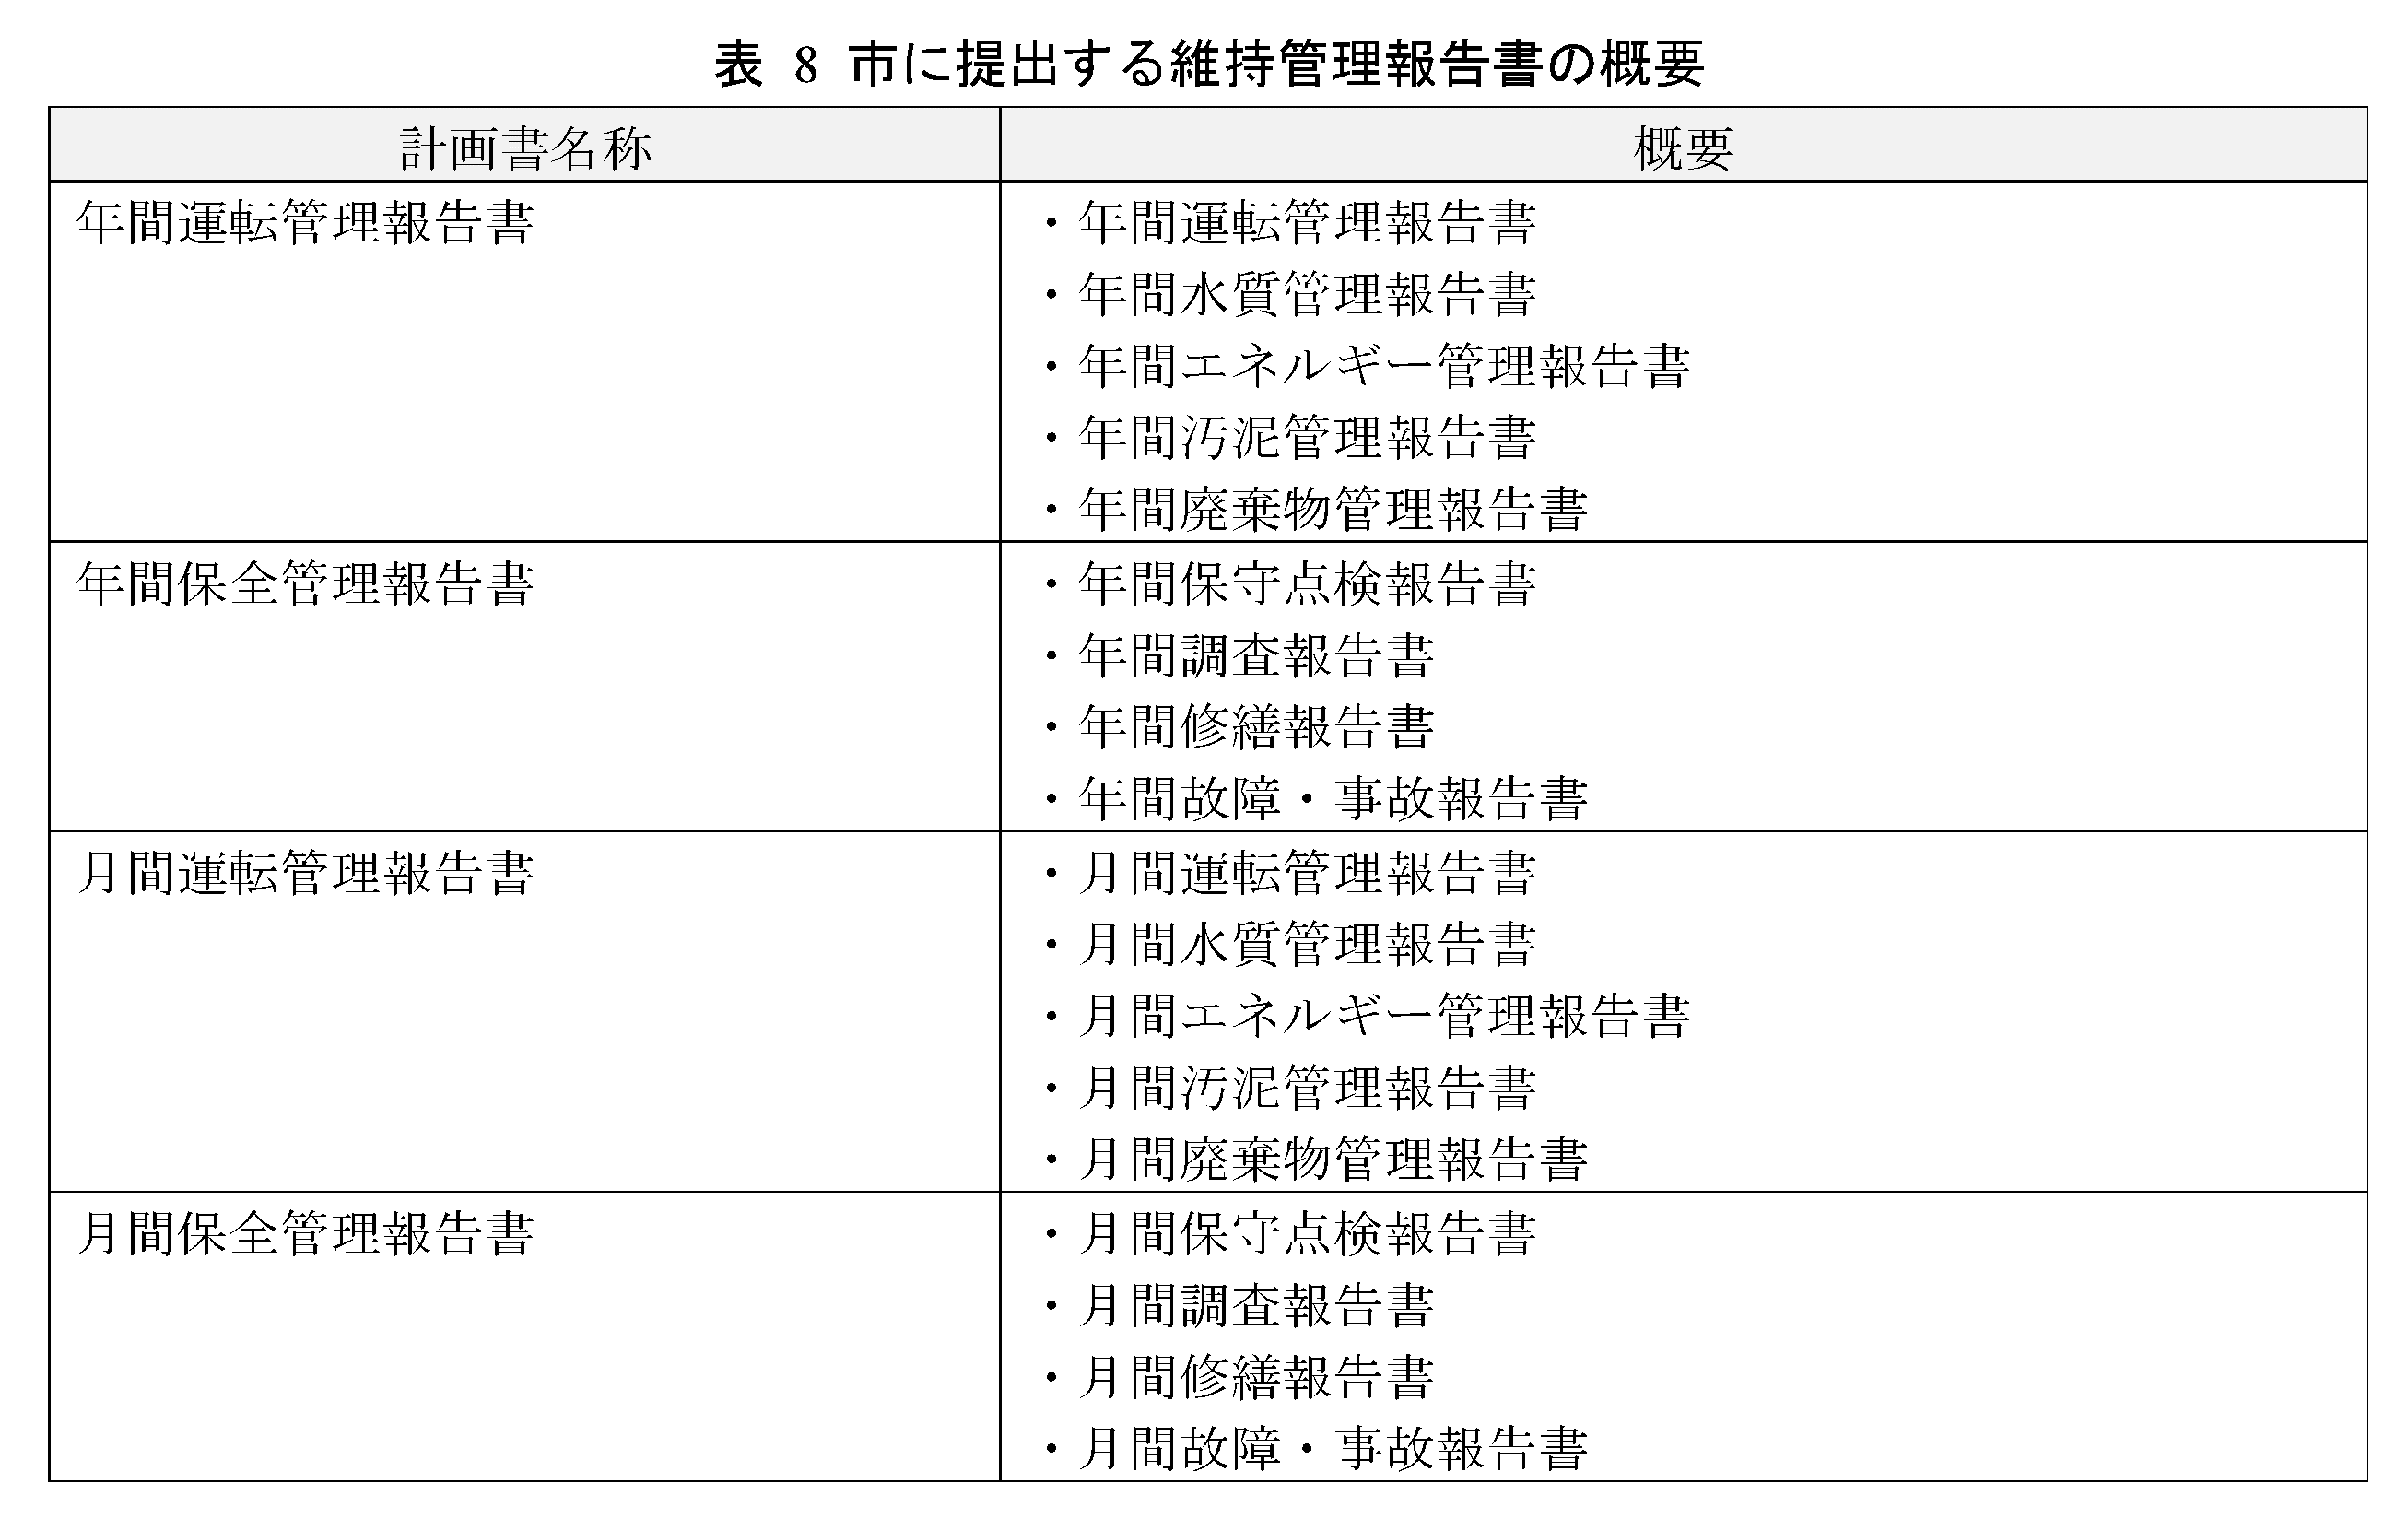 表 8 市に提出する維持管理報告書の概要
計画書名称 概要
年間運転管理報告書 ・年間運転管理報告書
・年間水質管理報告書
・年間エネルギー管理報告書
・年間汚泥管理報告書
・年間廃棄物管理報告書
年間保全管理報告書 ・年間保守点検報告書
・年間調査報告書
・年間修繕報告書
・年間故障・事故報告書
月間運転管理報告書 ・月間運転管理報告書
・月間水質管理報告書
・月間エネルギー管理報告書
・月間汚泥管理報告書
・月間廃棄物管理報告書
月間保全管理報告書 ・月間保守点検報告書
・月間調査報告書
・月間修繕報告書
・月間故障・事故報告書